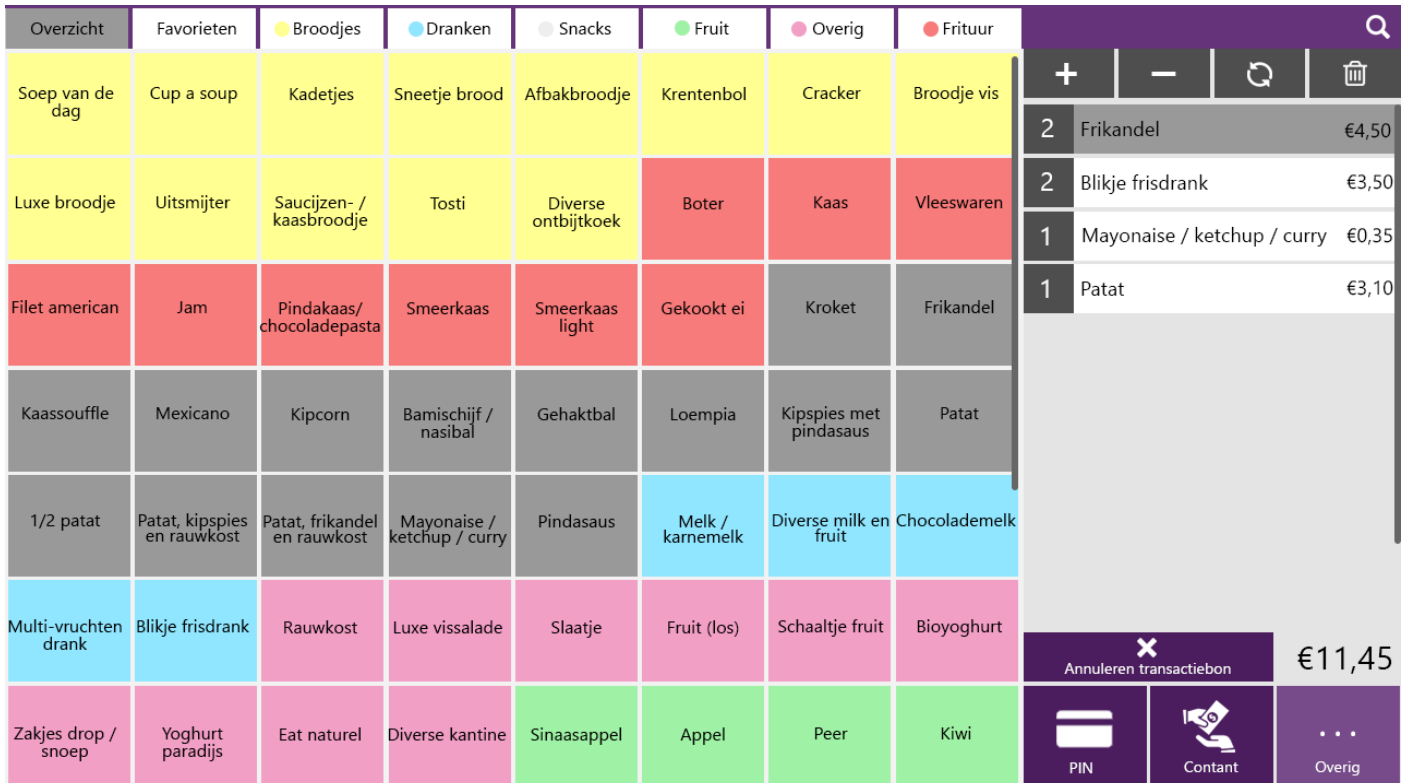 Overzicht Favorieten Broodjes Dranken Snacks Fruit Overig Frituur
Soep van de dag Cup a soup Kadetjes Sneetje brood Afbakbroodje Krentenbol Cracker Broodje vis
Luxe broodje Uitsmijter Saucijzen- / kaasbroodje Tosti Diverse ontbijtkoek Boter Kaas Vleeswaren
Filet american Jam Pindakaas/ chocoladepasta Smeerkaas Smeerkaas light Gekookt ei Kroket Frikandel
Kaassouffle Mexicano Kipcorn Bamischijf / nasibal Gehaktbal Loempia Kipspies met pindasaus Patat
1/2 patat Patat, kipspies en rauwkost Patat, frikandel en rauwkost Mayonaise / ketchup / curry Pindasaus Melk / karnemelk Diverse milk en fruit Chocolademelk
Multi-vruchten drank Blikje frisdrank Rauwkost Luxe vissalade Slaatje Fruit (los) Schaaltje fruit Bioyoghurt
Zakjes drop / snoep Yoghurt paradijs Eat naturel Diverse kantine Sinaasappel Appel Peer Kiwi
2 Frikandel €4,50
2 Blikje frisdrank €3,50
1 Mayonaise / ketchup / curry €0,35
1 Patat €3,10
Annuleren transactiebon €11,45
PIN Contant Overig